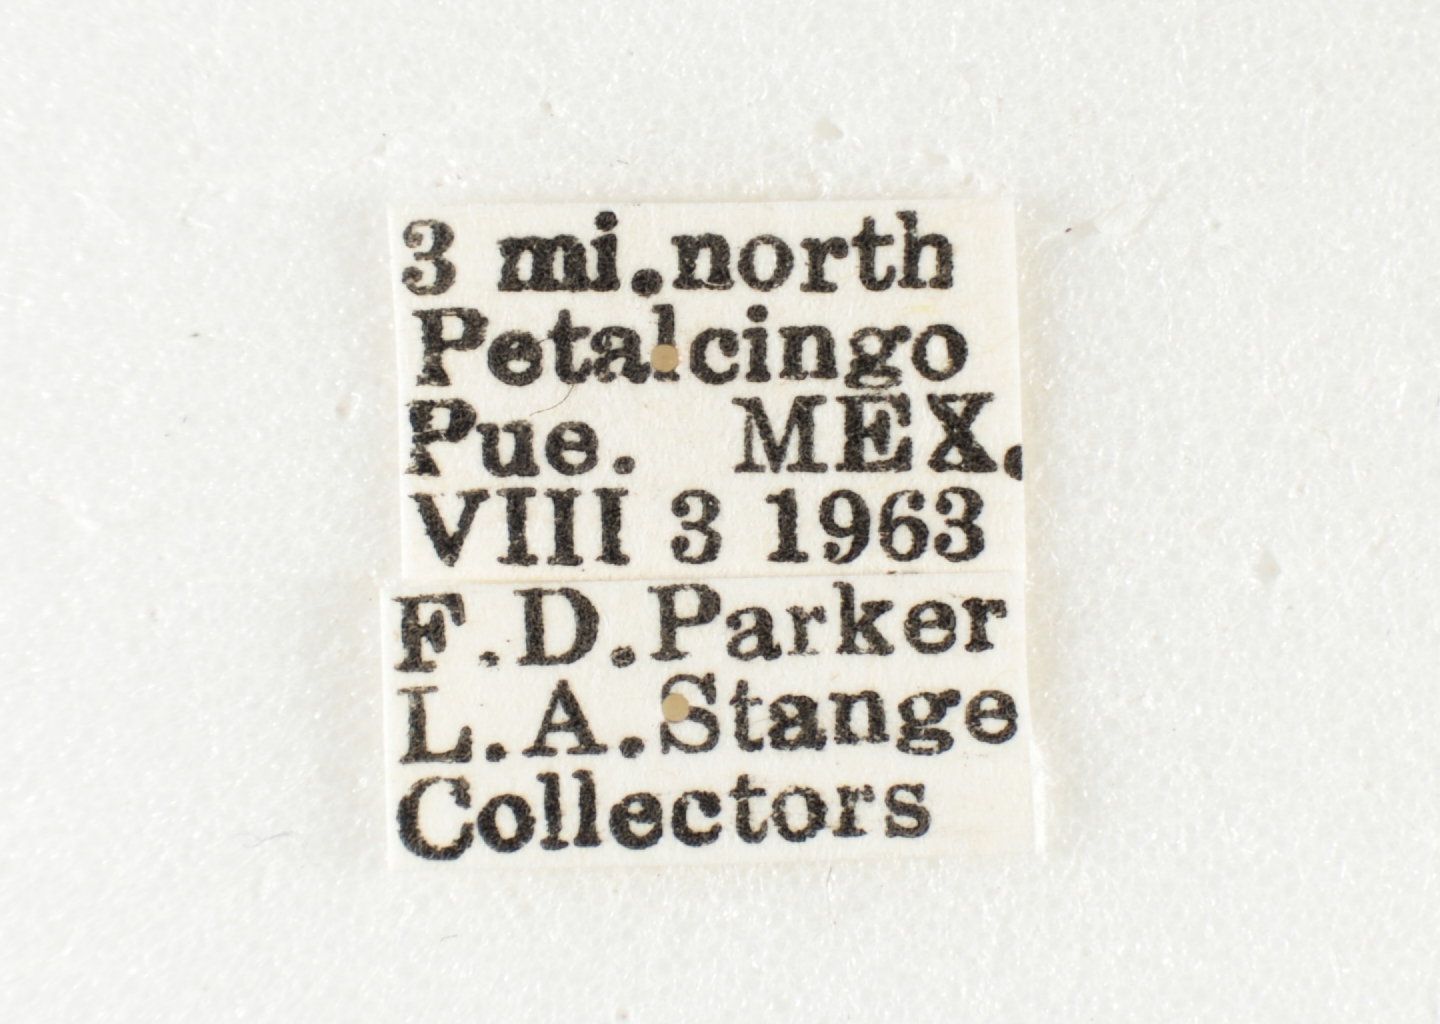 3 mi.north
Petalcingo
Pue. MEX.
VIII 3 1963
F.D.Parker
L.A.Stange
Collectors